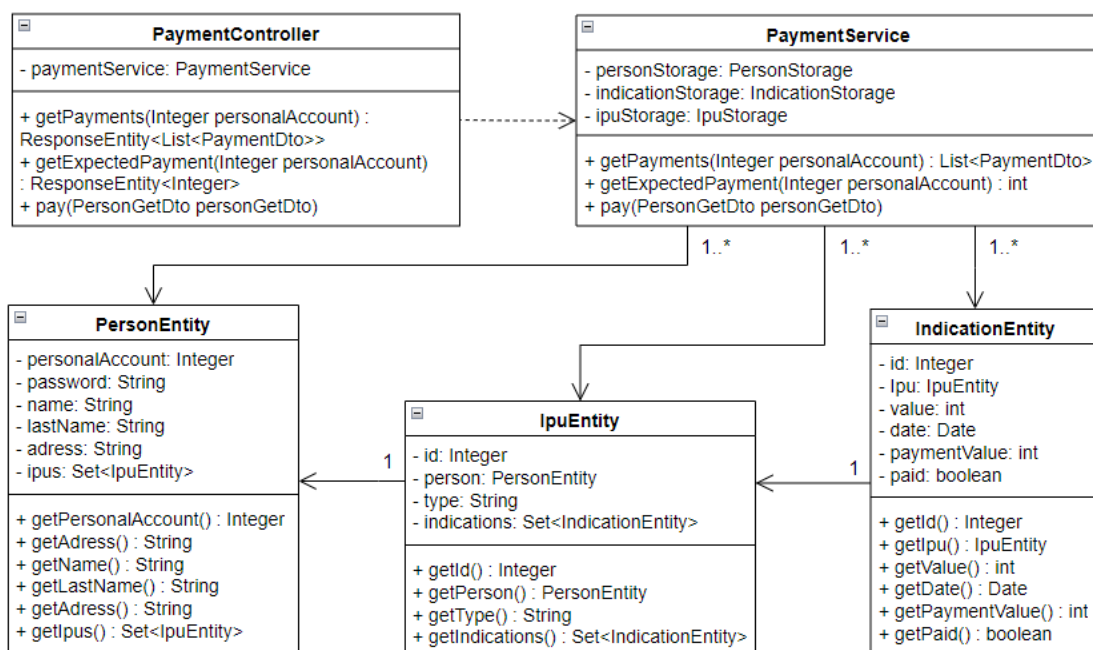 PaymentController
- paymentService: PaymentService
+ getPayments(Integer personalAccount) :
ResponseEntity<List<PaymentDto>>
+ getExpectedPayment(Integer personalAccount)
: ResponseEntity<Integer>
+ pay(PersonGetDto personGetDto)
PaymentService
- personStorage: PersonStorage
- indicationStorage: IndicationStorage
- ipuStorage: IpuStorage
+ getPayments(Integer personalAccount) : List<PaymentDto>
+ getExpectedPayment(Integer personalAccount) : int
+ pay(PersonGetDto personGetDto)
1..*
1..*
1..*
PersonEntity
- personalAccount: Integer
- password: String
- name: String
- lastName: String
- adress: String
- ipus: Set<IpuEntity>
+ getPersonalAccount() : Integer
+ getAdress() : String
+ getName() : String
+ getLastName() : String
+ getAdress() : String
+ getIpus() : Set<IpuEntity>
1
IpuEntity
- id: Integer
- person: PersonEntity
- type: String
- indications: Set<IndicationEntity>
+ getId() : Integer
+ getPerson() : PersonEntity
+ getType() : String
+ getIndications() : Set<IndicationEntity>
1
IndicationEntity
- id: Integer
- Ipu: IpuEntity
- value: int
- date: Date
- paymentValue: int
- paid: boolean
+ getId() : Integer
+ getIpu() : IpuEntity
+ getValue() : int
+ getDate() : Date
+ getPaymentValue() : int
+ getPaid() : boolean